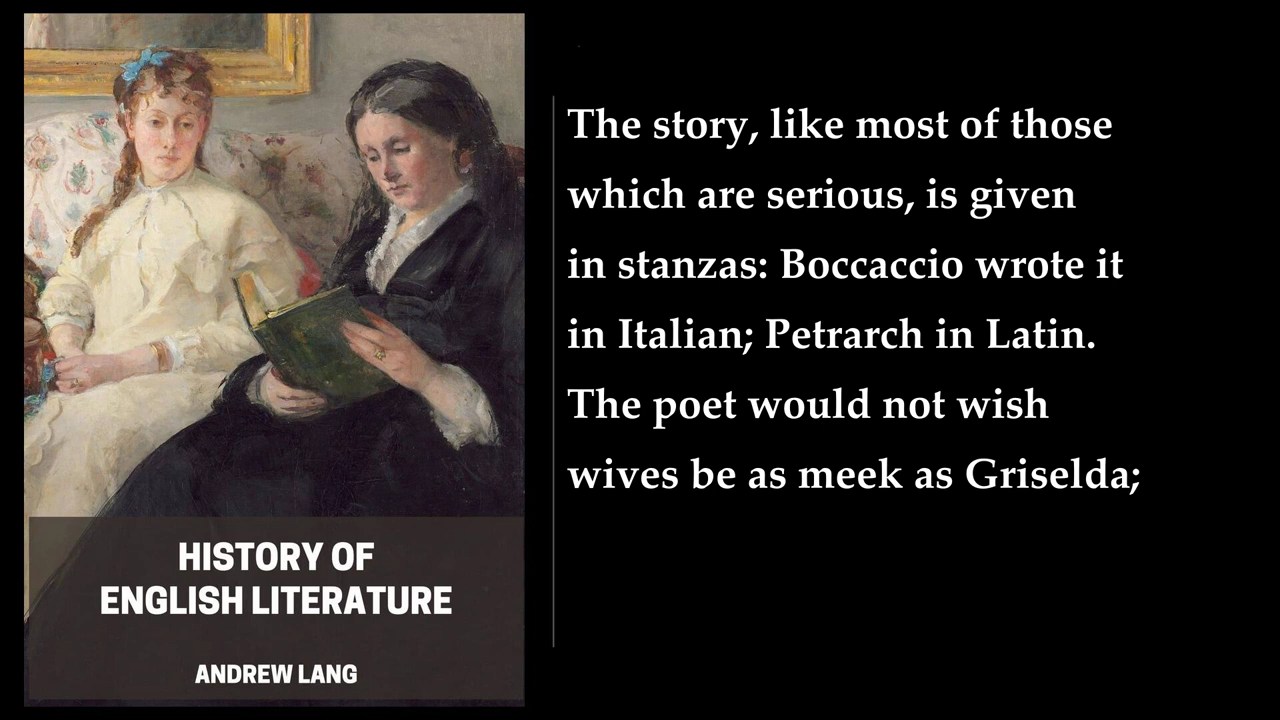 The story, like most of those
which are serious, is given
in stanzas: Boccaccio wrote it
in Italian; Petrarch in Latin.
The poet would not wish
wives be as meek as Griselda;
HISTORY OF
ENGLISH LITERATURE
ANDREW LANG